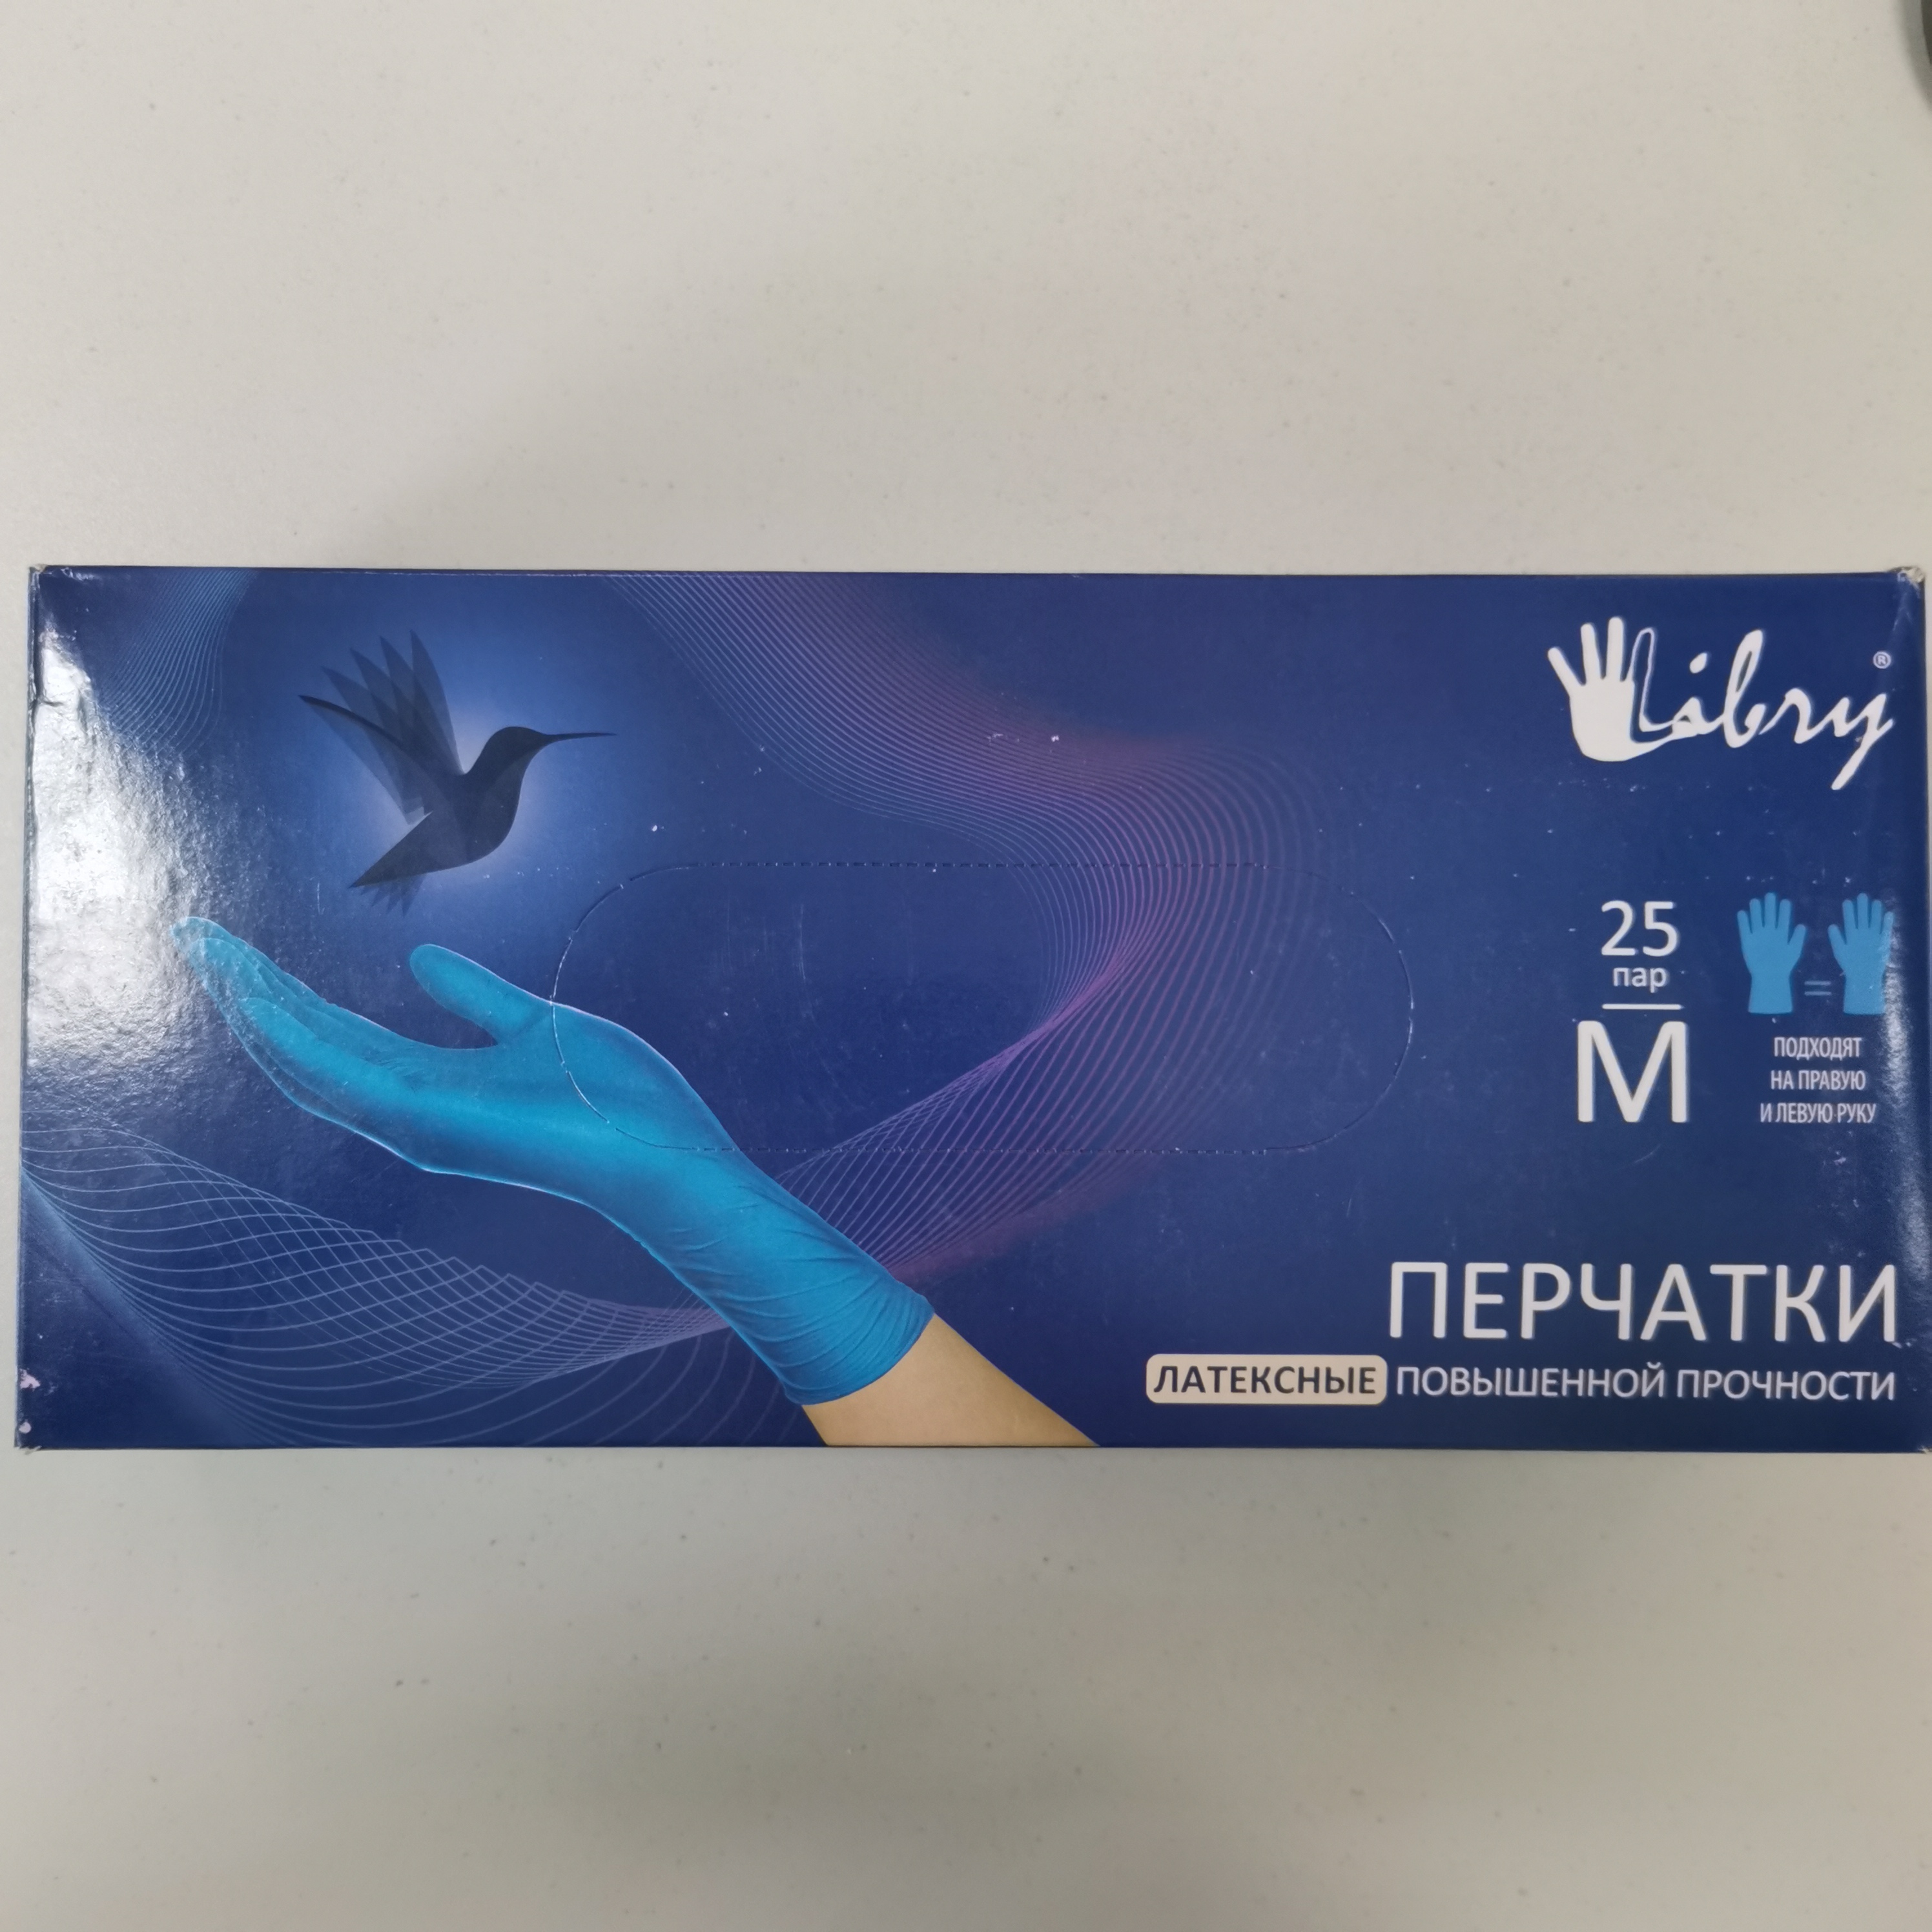 Libry®
25
пар
М
ПОДХОДЯТ
НА ПРАВУЮ
И ЛЕВУЮ РУКУ
ПЕРЧАТКИ
ЛАТЕКСНЫЕ ПОВЫШЕННОЙ ПРОЧНОСТИ